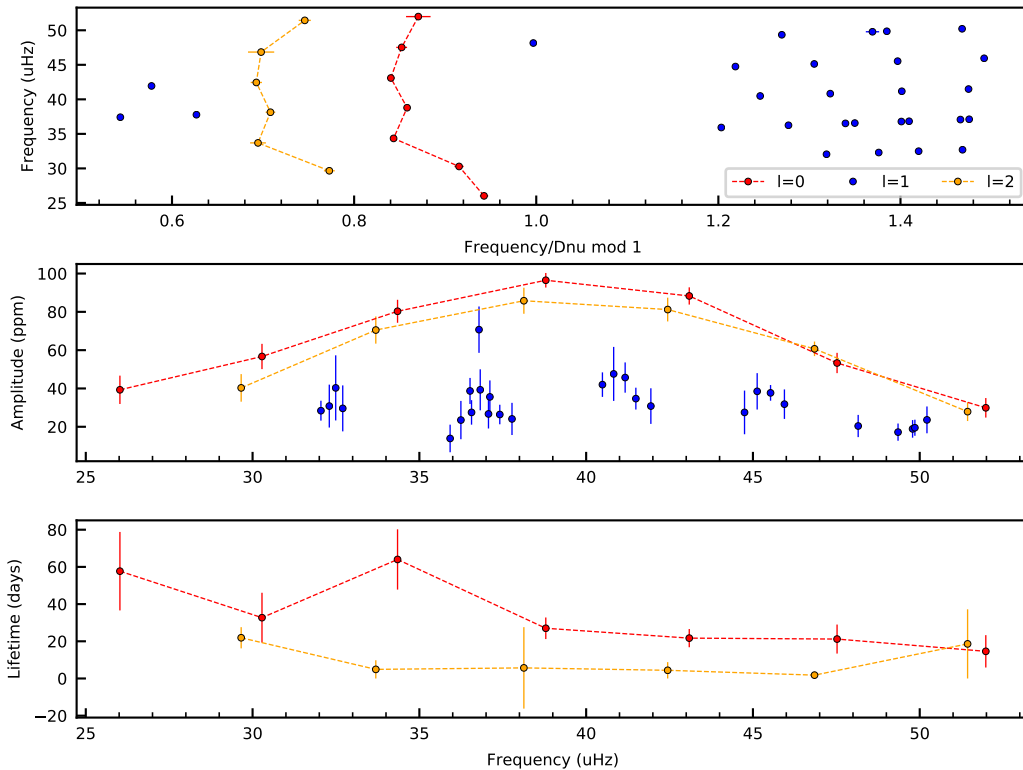 50
45
40
35
30
25
Frequency (uHz)
l=0 l=1 l=2
0.6 0.8 1.0 1.2 1.4
Frequency/Dnu mod 1
100
80
60
40
20
Amplitude (ppm)
25 30 35 40 45 50
80
60
40
20
0
−20
Lifetime (days)
25 30 35 40 45 50
Frequency (uHz)